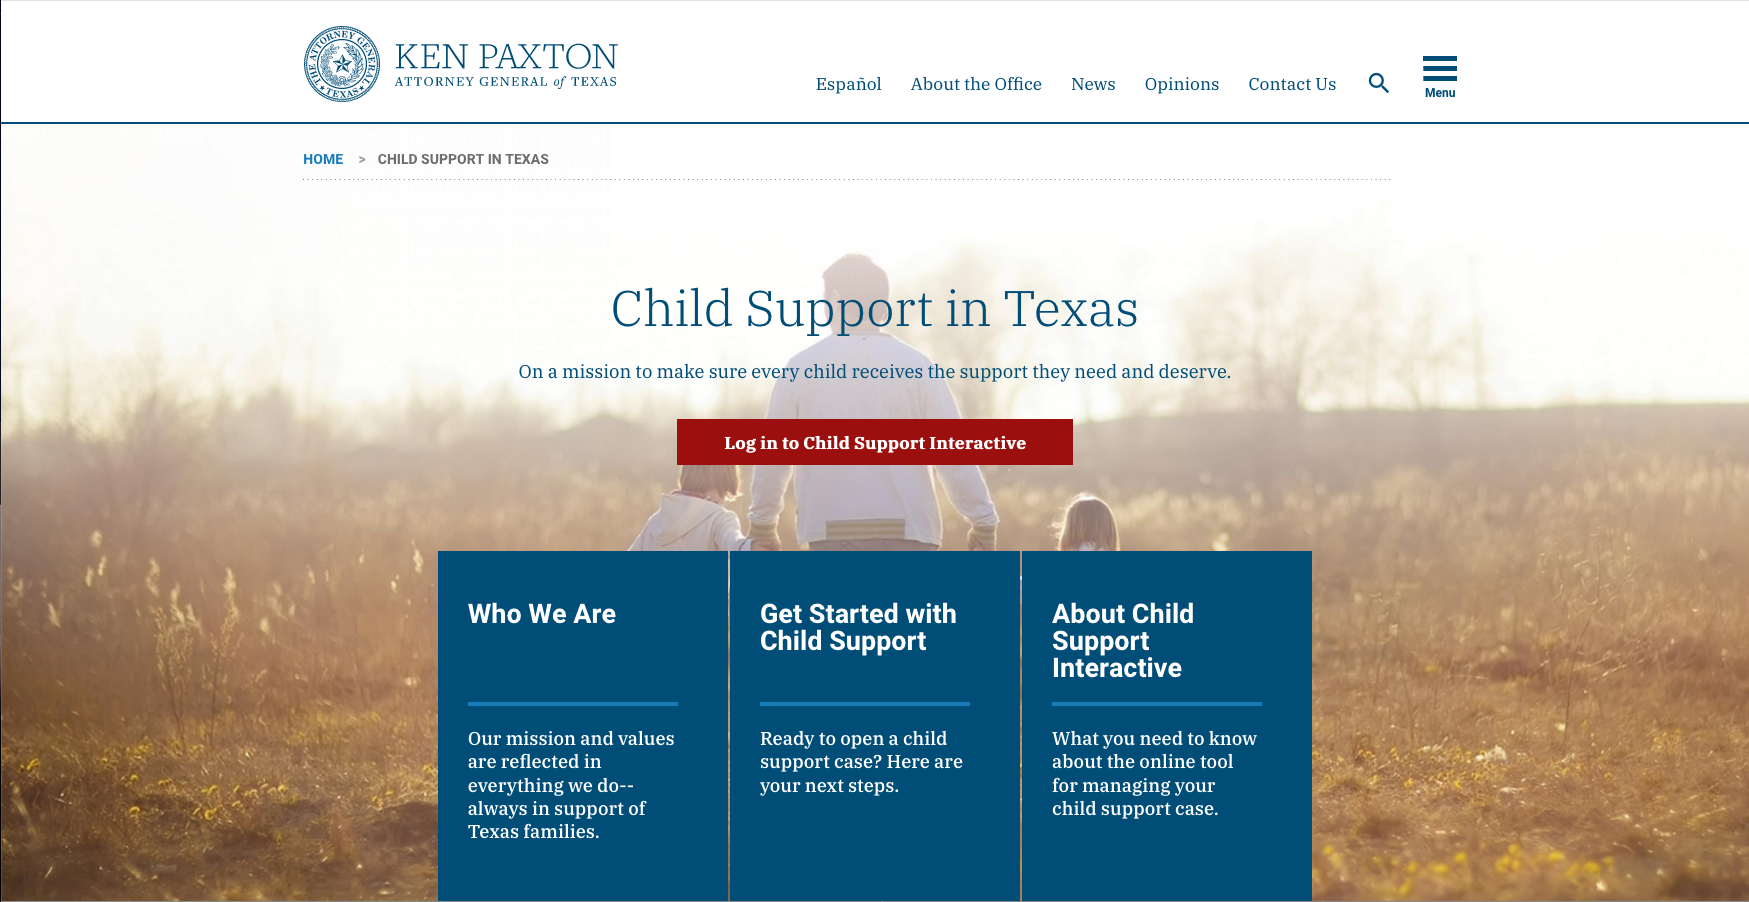 THE ATTORNEY GENERAL
★ TEXAS ★
KEN PAXTON
ATTORNEY GENERAL of TEXAS
Español
About the Office
News
Opinions
Contact Us
Menu
HOME > CHILD SUPPORT IN TEXAS
Child Support in Texas
On a mission to make sure every child receives the support they need and deserve.
Log in to Child Support Interactive
Who We Are
Our mission and values
are reflected in
everything we do--
always in support of
Texas families.
Get Started with
Child Support
Ready to open a child
support case? Here are
your next steps.
About Child
Support
Interactive
What you need to know
about the online tool
for managing your
child support case.